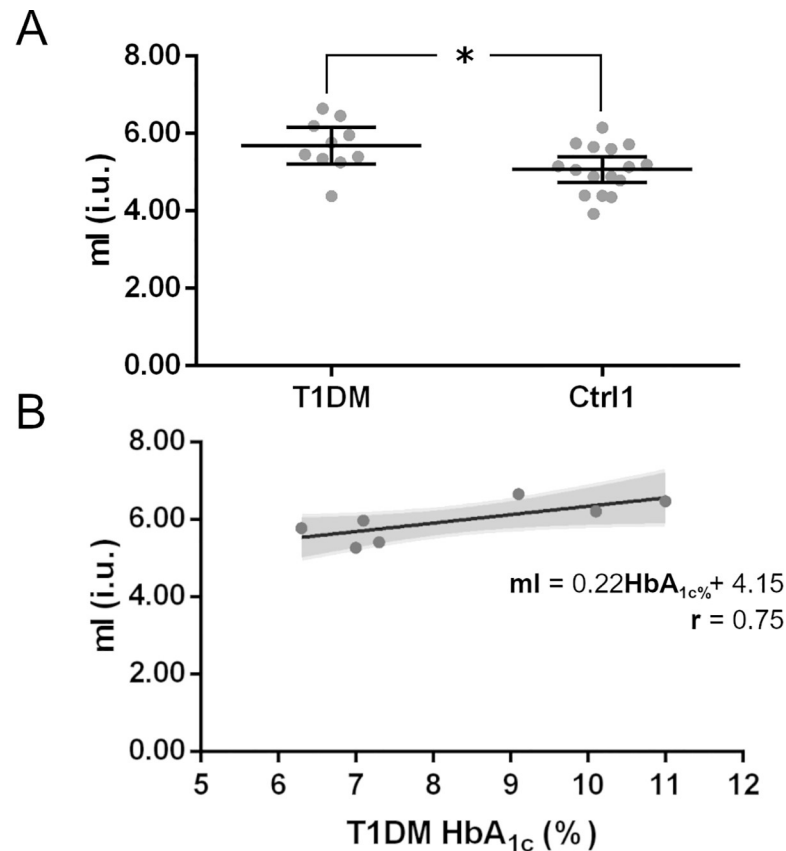 A
8.00
6.00
4.00
2.00
0.00
mI (i.u.)
*
T1DM
Ctrl1
B
8.00
6.00
4.00
2.00
0.00
mI (i.u.)
mI = 0.22HbA1c%+ 4.15
r = 0.75
5 6 7 8 9 10 11 12
T1DM HbA1c (%)